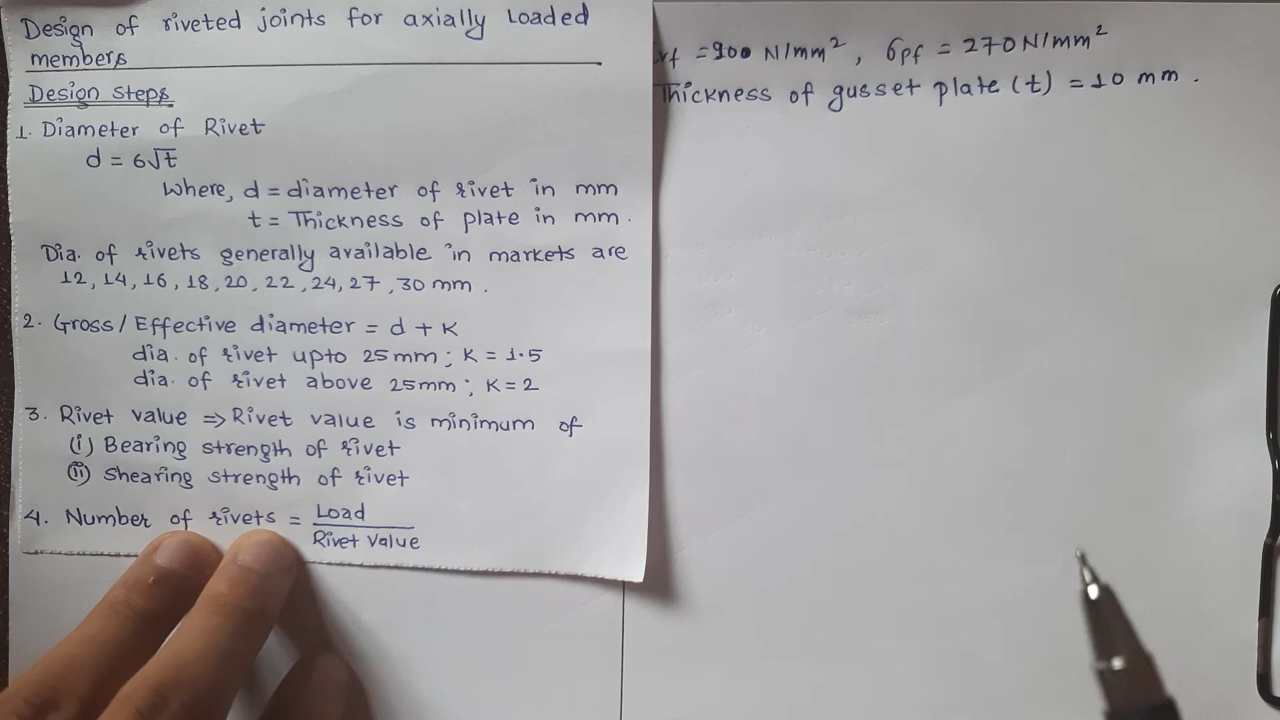 Design of riveted joints for axially Loaded
members
Design steps
1. Diameter of Rivet
d = 6√t
Where, d = diameter of rivet in mm
t = Thickness of plate in mm.
Dia. of rivets generally available in markets are
12, 14, 16, 18, 20, 22, 24, 27, 30 mm.
2. Gross / Effective diameter = d + K
dia. of rivet upto 25mm; K = 1.5
dia. of rivet above 25mm; K = 2
3. Rivet value => Rivet value is minimum of
(i) Bearing strength of rivet
(ii) Shearing strength of rivet
4. Number of rivets = Load / Rivet Value
vf = 100 N/mm², σpf = 270 N/mm²
Thickness of gusset plate (t) = 10 mm.